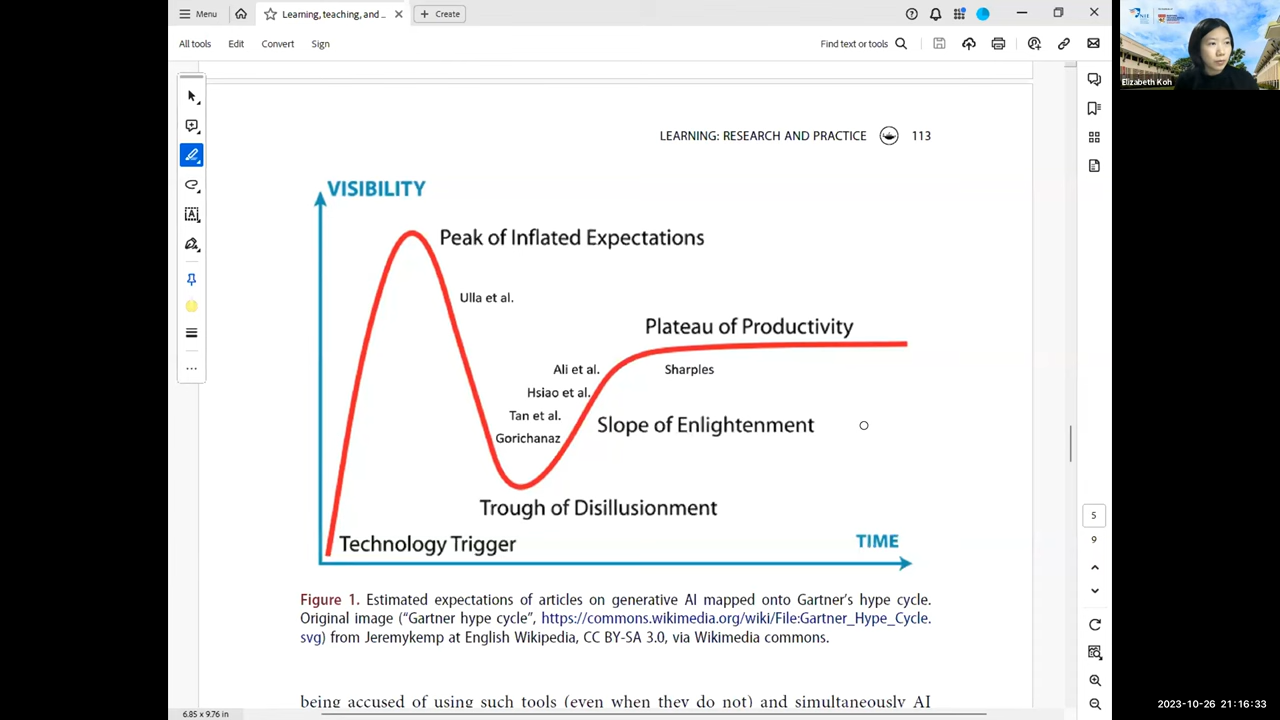 Menu
Learning, teaching, and ...
Create
All tools
Edit
Convert
Sign
Find text or tools
LEARNING: RESEARCH AND PRACTICE
113
VISIBILITY
Peak of Inflated Expectations
Ulla et al.
Plateau of Productivity
Ali et al.
Sharples
Hsiao et al.
Tan et al.
Slope of Enlightenment
Gorichanaz
Trough of Disillusionment
Technology Trigger
TIME
Figure 1. Estimated expectations of articles on generative AI mapped onto Gartner's hype cycle.
Original image ("Gartner hype cycle", https://commons.wikimedia.org/wiki/File:Gartner_Hype_Cycle.
svg) from Jeremykemp at English Wikipedia, CC BY-SA 3.0, via Wikimedia commons.
being accused of using such tools (even when they do not) and simultaneously AI
6.85 x 9.76 in
5
9
Elizabeth Koh
NIE
2023-10-26 21:16:33